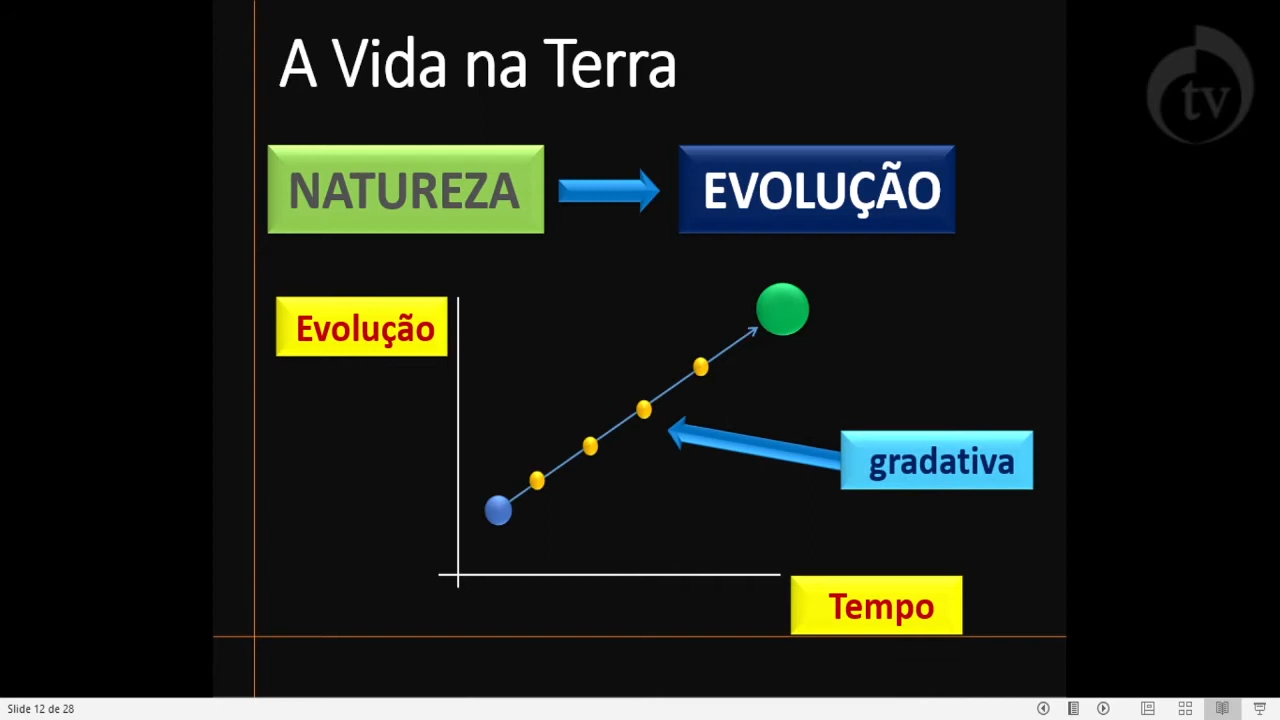 A Vida na Terra
tv
NATUREZA
EVOLUÇÃO
Evolução
gradativa
Tempo
Slide 12 de 28